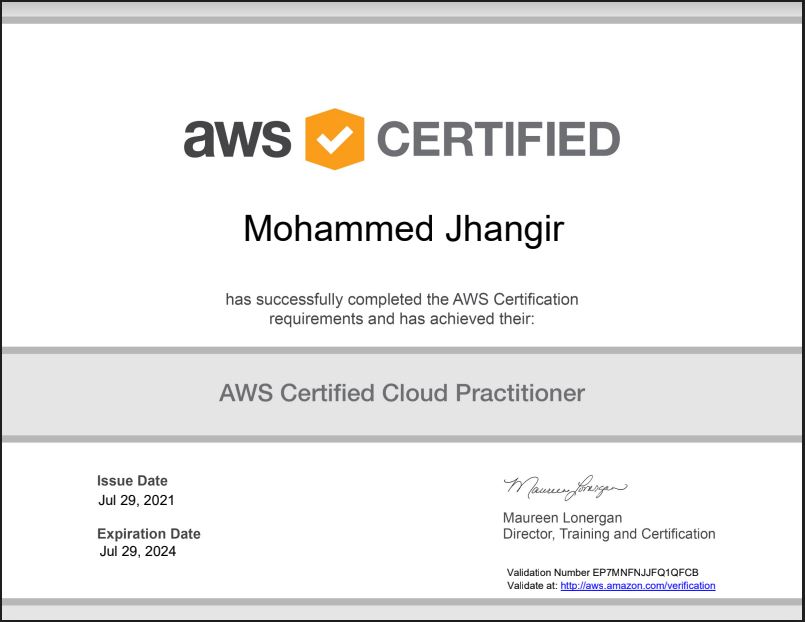 aws CERTIFIED
Mohammed Jhangir
has successfully completed the AWS Certification
requirements and has achieved their:
AWS Certified Cloud Practitioner
Issue Date
Jul 29, 2021
Expiration Date
Jul 29, 2024
Maureen Lonergan
Maureen Lonergan
Director, Training and Certification
Validation Number EP7MNFNJJFQ1QFCB
Validate at: http://aws.amazon.com/verification